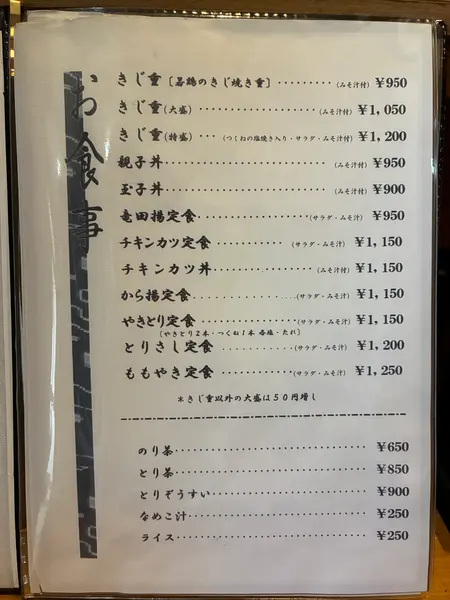 お食事
きじ重〔若鶏のきじ焼き重〕・・・・・・・・・(みそ汁付) ¥950
きじ重(大盛)・・・・・・・・・・・・・・・・・・(みそ汁付) ¥1,050
きじ重(特盛)・・・(つくねの塩焼き入り・サラダ・みそ汁付) ¥1,200
親子丼・・・・・・・・・・・・・・・・・・・・・・・(みそ汁付) ¥950
玉子丼・・・・・・・・・・・・・・・・・・・・・・・(みそ汁付) ¥900
竜田揚定食・・・・・・・・・・・・・・・・(サラダ・みそ汁) ¥950
チキンカツ定食・・・・・・・・・・・・・(サラダ・みそ汁) ¥1,150
チキンカツ丼・・・・・・・・・・・・・・・・・・(みそ汁付) ¥1,150
から揚定食・・・・・・・・・・・・・・・・(サラダ・みそ汁) ¥1,150
やきとり定食・・・・・・・・・・・・・・(サラダ・みそ汁) ¥1,150
〔やきとり2本・つくね1本 各塩・たれ〕
とりさし定食・・・・・・・・・・・・・・(サラダ・みそ汁) ¥1,200
ももやき定食・・・・・・・・・・・・・・(サラダ・みそ汁) ¥1,250
*きじ重以外の大盛は50円増し
のり茶・・・・・・・・・・・・・・・・・・・・・・・・・・¥650
とり茶・・・・・・・・・・・・・・・・・・・・・・・・・・¥850
とりぞうすい・・・・・・・・・・・・・・・・・・・・・¥900
なめこ汁・・・・・・・・・・・・・・・・・・・・・・・・¥250
ライス・・・・・・・・・・・・・・・・・・・・・・・・・・¥250